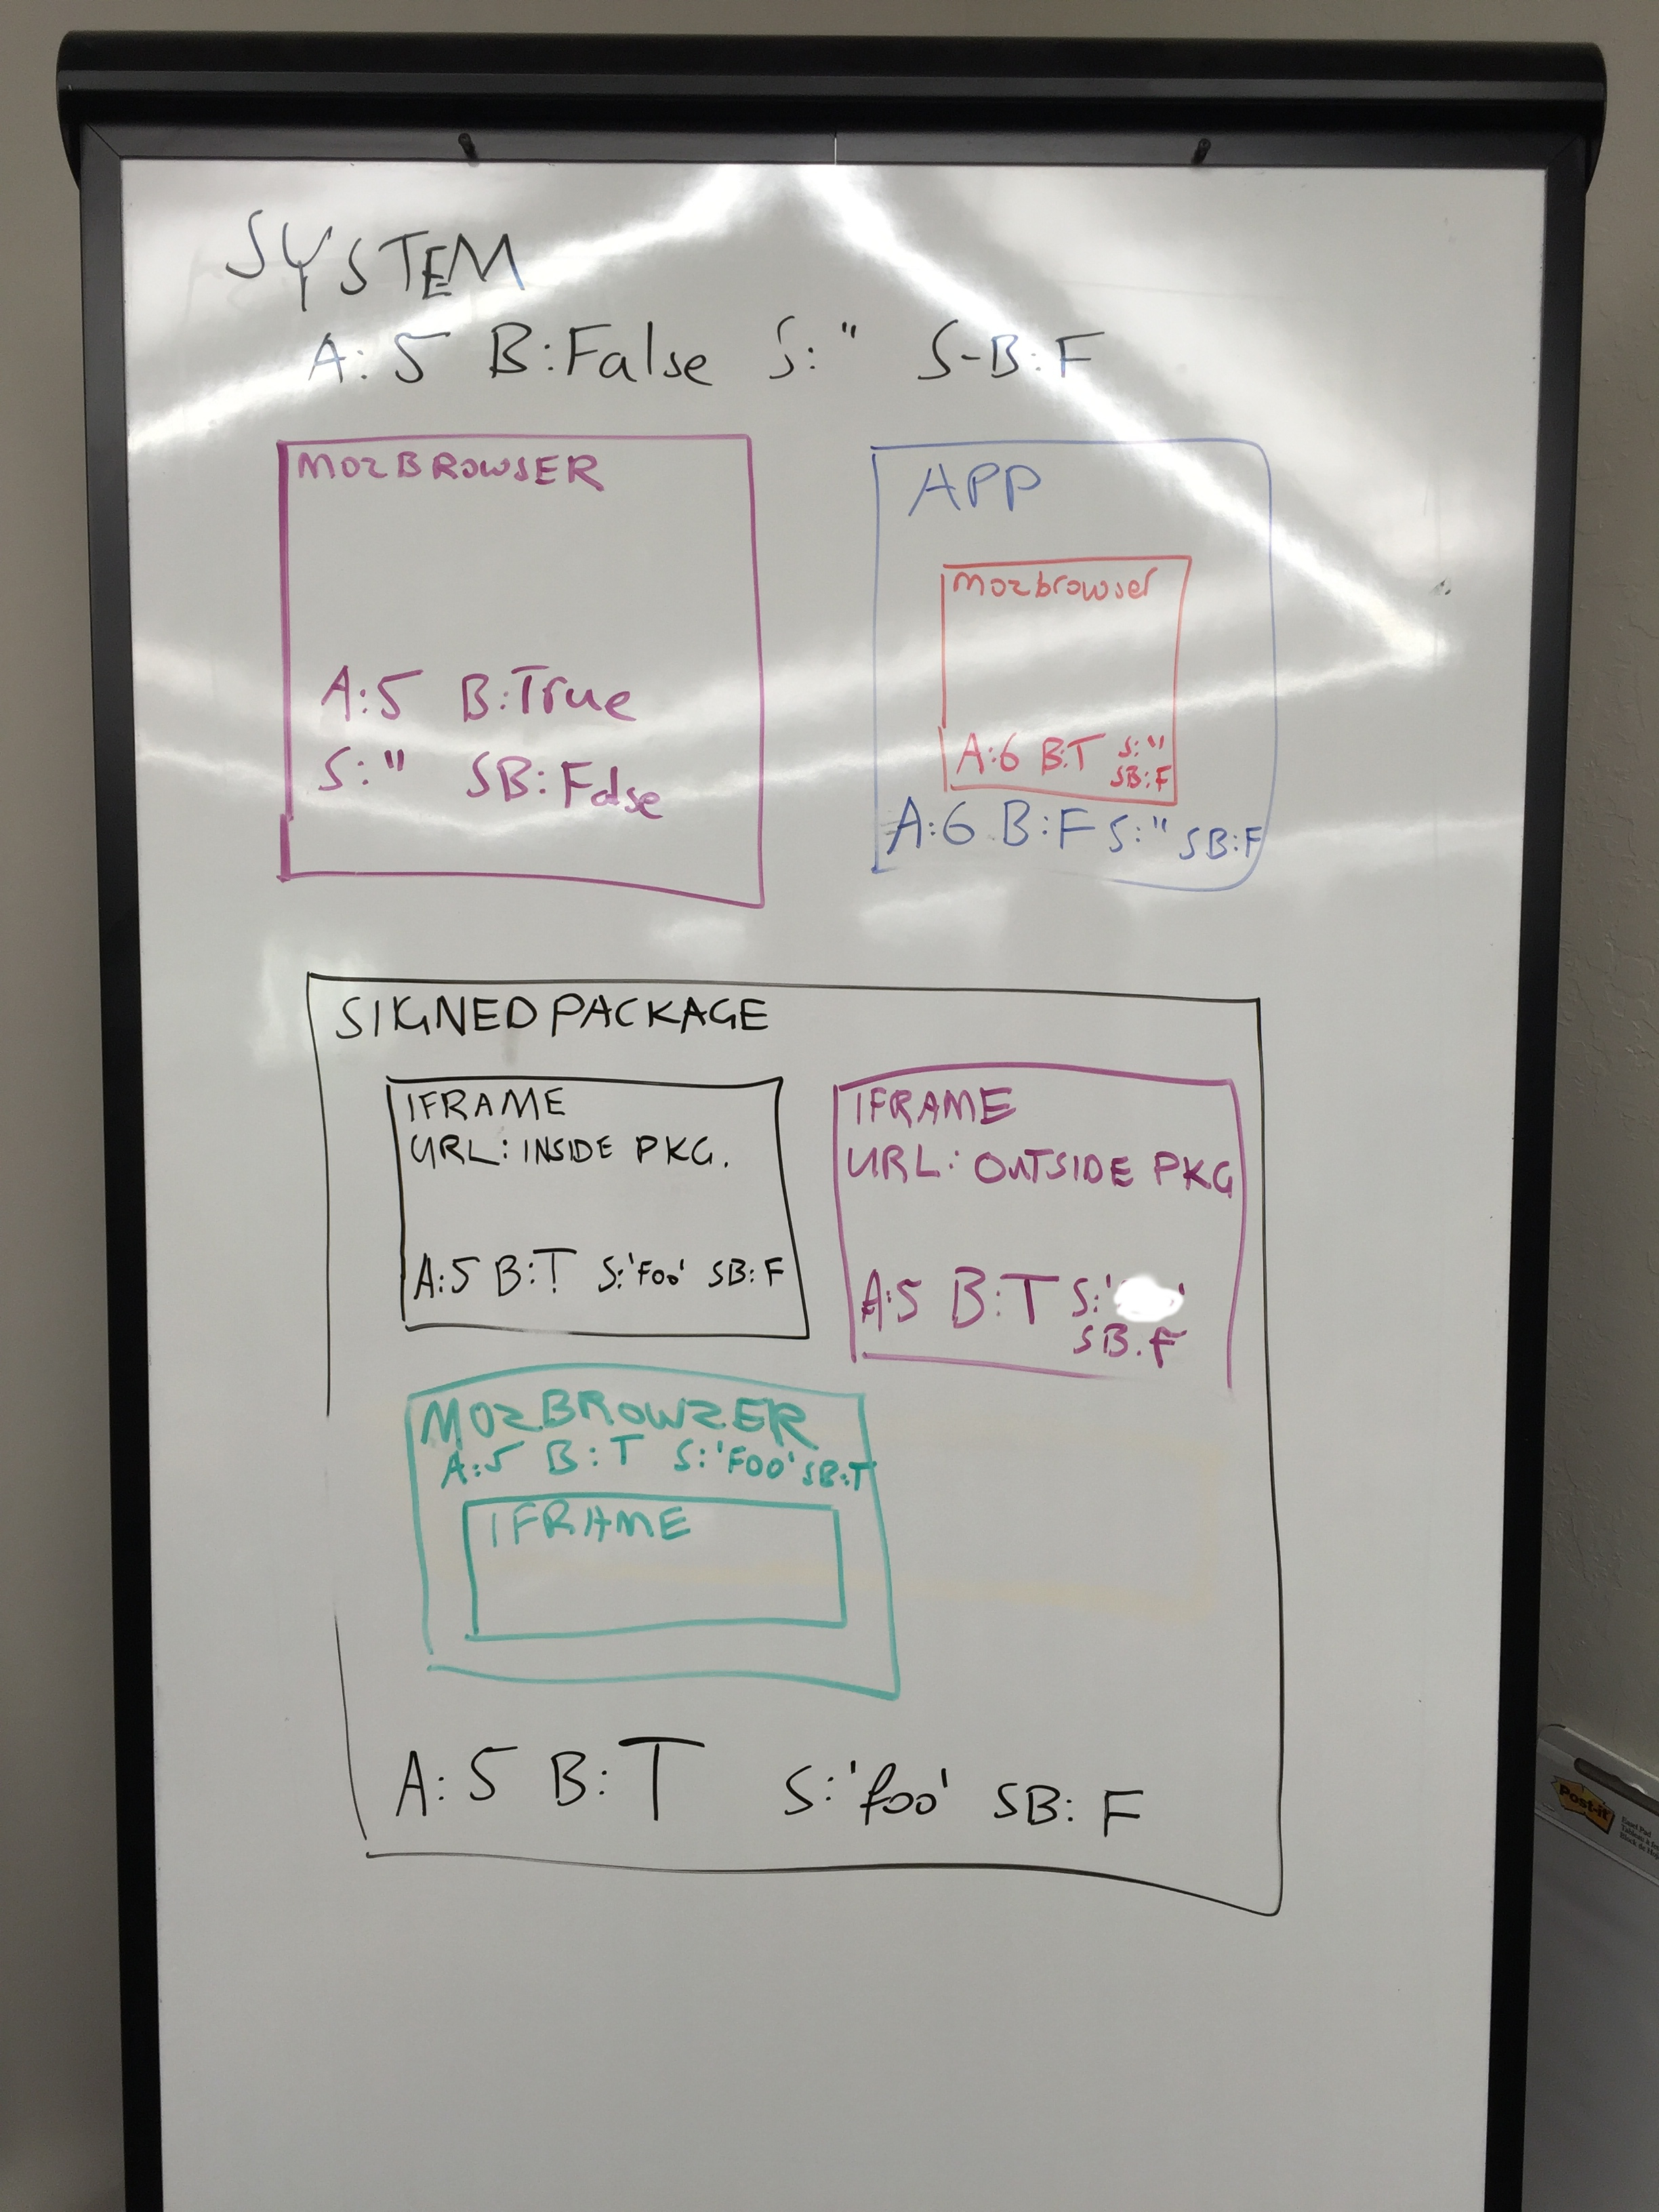 SYSTEM
A:5 B:False S:" S-B:F
MOZBROWSER
A:5 B:True
S:" SB:False
APP
mozbrowser
A:6 B:T S:"
SB:F
A:6 B:F S:" SB:F
SIGNED PACKAGE
IFRAME
URL: INSIDE PKG.
A:5 B:T S:'Foo' SB:F
IFRAME
URL: OUTSIDE PKG
A:5 B:T S:' '
SB:F
MOZBROWZER
A:5 B:T S:'FOO' SB:T
IFRAME
A:5 B:T S:'foo' SB:F
Post-it
Easel Pad